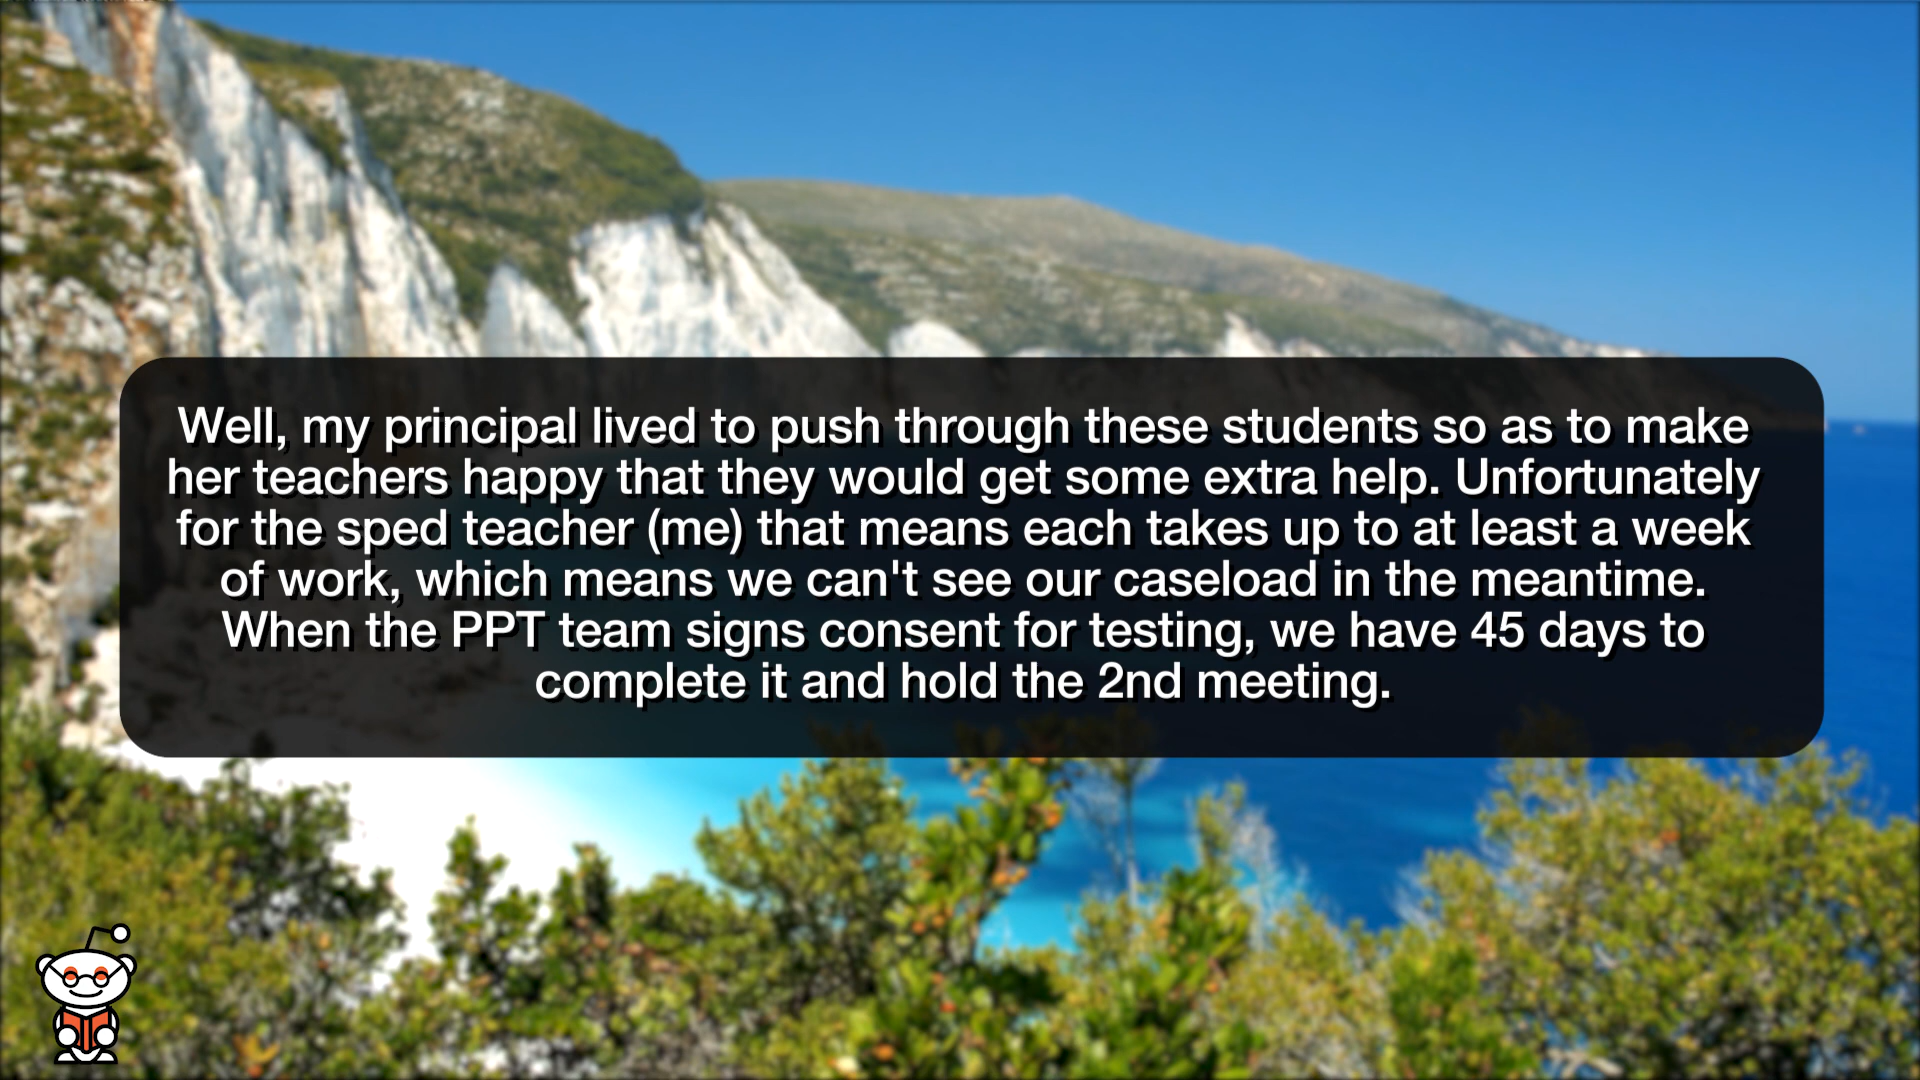 Well, my principal lived to push through these students so as to make
her teachers happy that they would get some extra help. Unfortunately
for the sped teacher (me) that means each takes up to at least a week
of work, which means we can't see our caseload in the meantime.
When the PPT team signs consent for testing, we have 45 days to
complete it and hold the 2nd meeting.